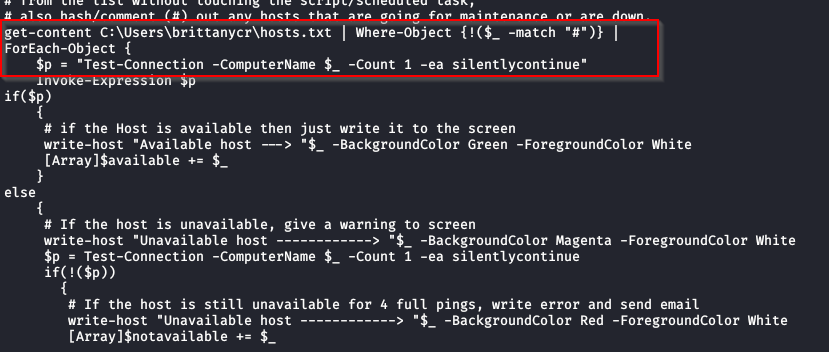 # from the list without touching the script/scheduled task,
# also hash/comment (#) out any hosts that are going for maintenance or are down.
get-content C:\Users\brittanycr\hosts.txt | Where-Object {!($_ -match "#")} |
ForEach-Object {
$p = "Test-Connection -ComputerName $_ -Count 1 -ea silentlycontinue"
Invoke-Expression $p
if($p)
{
# if the Host is available then just write it to the screen
write-host "Available host ---> "$_ -BackgroundColor Green -ForegroundColor White
[Array]$available += $_
}
else
{
# If the host is unavailable, give a warning to screen
write-host "Unavailable host ------------> "$_ -BackgroundColor Magenta -ForegroundColor White
$p = Test-Connection -ComputerName $_ -Count 1 -ea silentlycontinue
if(!($p))
{
# If the host is still unavailable for 4 full pings, write error and send email
write-host "Unavailable host ------------> "$_ -BackgroundColor Red -ForegroundColor White
[Array]$notavailable += $_